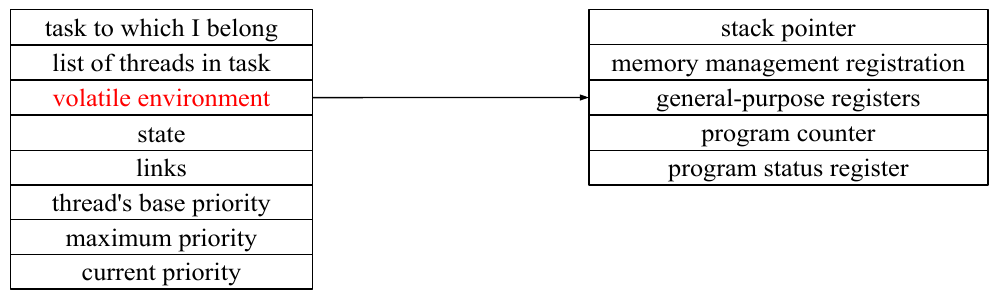 task to which I belong
list of threads in task
volatile environment
state
links
thread's base priority
maximum priority
current priority
stack pointer
memory management registration
general-purpose registers
program counter
program status register